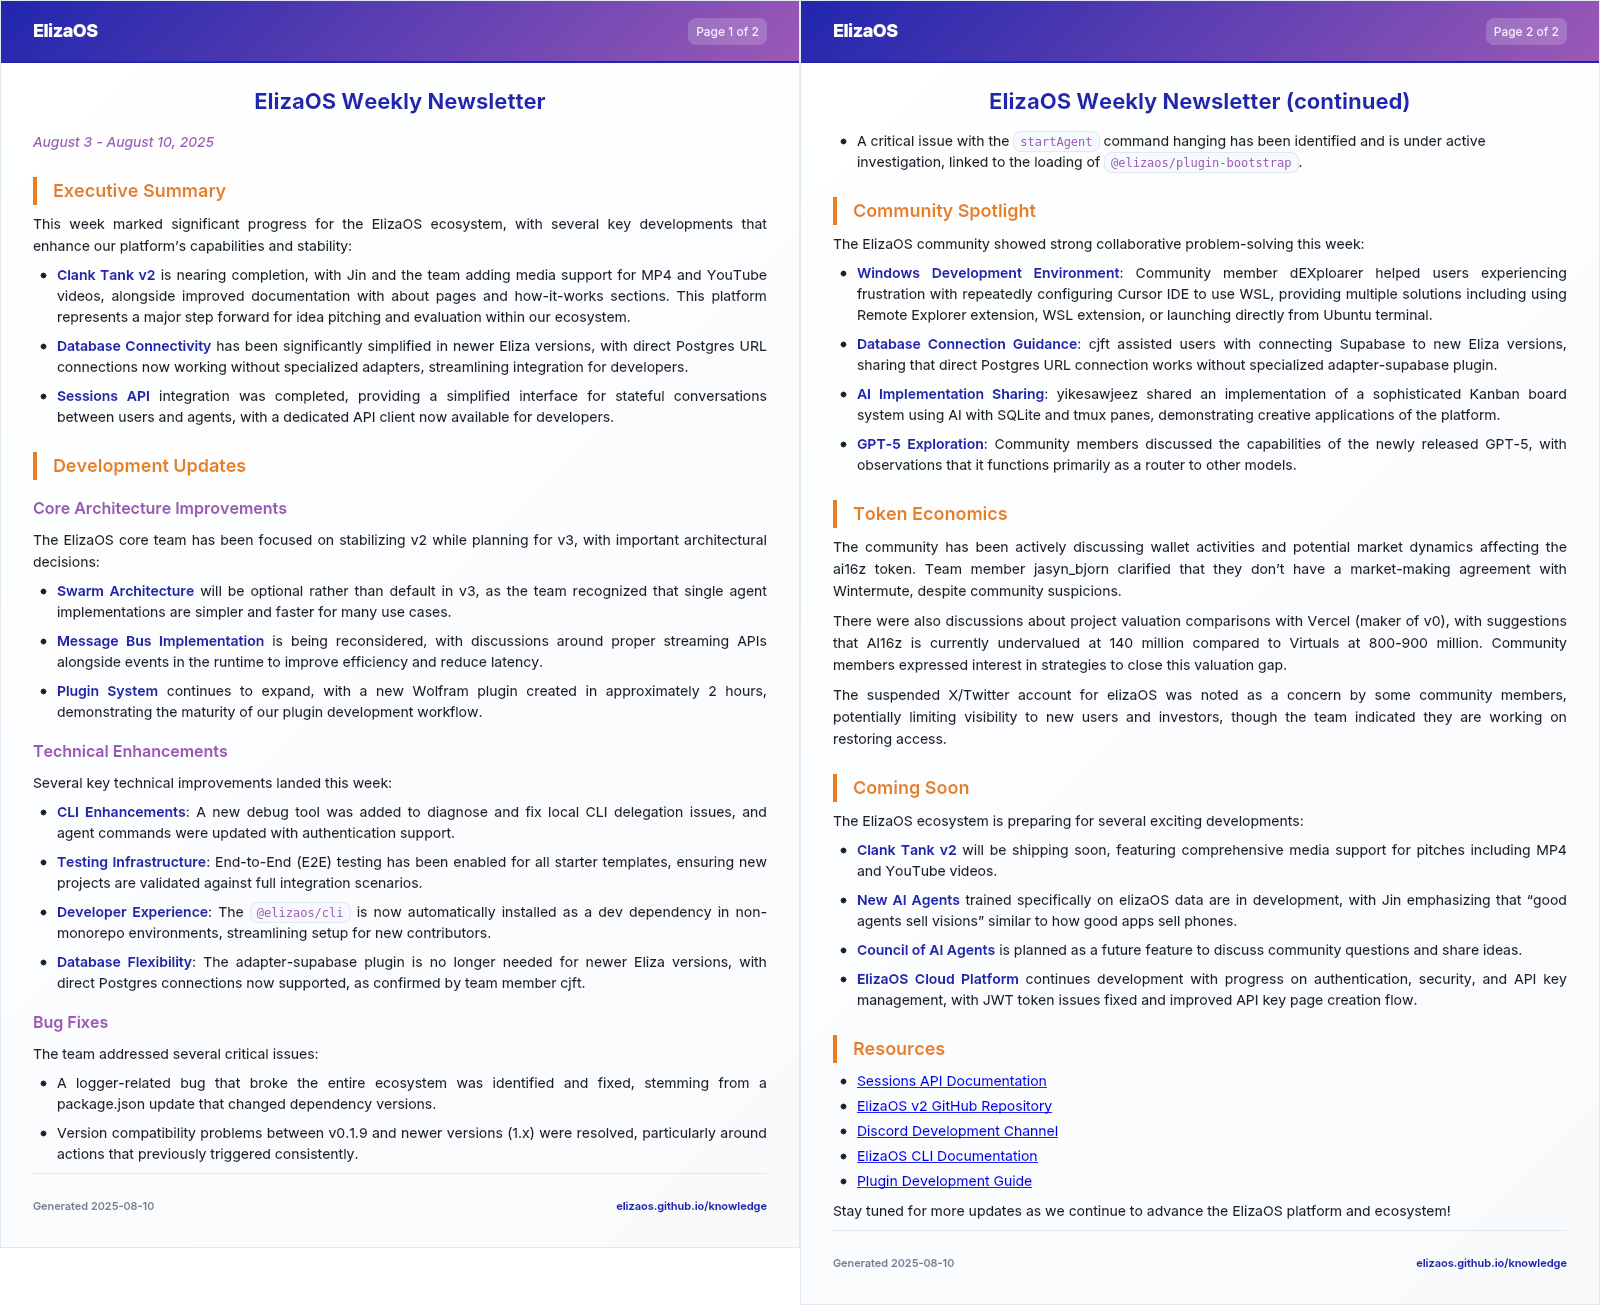 ElizaOS
Page 1 of 2
ElizaOS Weekly Newsletter
August 3 - August 10, 2025
Executive Summary
This week marked significant progress for the ElizaOS ecosystem, with several key developments that
enhance our platform’s capabilities and stability:
• Clank Tank v2 is nearing completion, with Jin and the team adding media support for MP4 and YouTube
videos, alongside improved documentation with about pages and how-it-works sections. This platform
represents a major step forward for idea pitching and evaluation within our ecosystem.
• Database Connectivity has been significantly simplified in newer Eliza versions, with direct Postgres URL
connections now working without specialized adapters, streamlining integration for developers.
• Sessions API integration was completed, providing a simplified interface for stateful conversations
between users and agents, with a dedicated API client now available for developers.
Development Updates
Core Architecture Improvements
The ElizaOS core team has been focused on stabilizing v2 while planning for v3, with important architectural
decisions:
• Swarm Architecture will be optional rather than default in v3, as the team recognized that single agent
implementations are simpler and faster for many use cases.
• Message Bus Implementation is being reconsidered, with discussions around proper streaming APIs
alongside events in the runtime to improve efficiency and reduce latency.
• Plugin System continues to expand, with a new Wolfram plugin created in approximately 2 hours,
demonstrating the maturity of our plugin development workflow.
Technical Enhancements
Several key technical improvements landed this week:
• CLI Enhancements: A new debug tool was added to diagnose and fix local CLI delegation issues, and
agent commands were updated with authentication support.
• Testing Infrastructure: End-to-End (E2E) testing has been enabled for all starter templates, ensuring new
projects are validated against full integration scenarios.
• Developer Experience: The @elizaos/cli is now automatically installed as a dev dependency in non-
monorepo environments, streamlining setup for new contributors.
• Database Flexibility: The adapter-supabase plugin is no longer needed for newer Eliza versions, with
direct Postgres connections now supported, as confirmed by team member cjft.
Bug Fixes
The team addressed several critical issues:
• A logger-related bug that broke the entire ecosystem was identified and fixed, stemming from a
package.json update that changed dependency versions.
• Version compatibility problems between v0.1.9 and newer versions (1.x) were resolved, particularly around
actions that previously triggered consistently.
Generated 2025-08-10
elizaos.github.io/knowledge
ElizaOS
Page 2 of 2
ElizaOS Weekly Newsletter (continued)
• A critical issue with the startAgent command hanging has been identified and is under active
investigation, linked to the loading of @elizaos/plugin-bootstrap.
Community Spotlight
The ElizaOS community showed strong collaborative problem-solving this week:
• Windows Development Environment: Community member dEXploarer helped users experiencing
frustration with repeatedly configuring Cursor IDE to use WSL, providing multiple solutions including using
Remote Explorer extension, WSL extension, or launching directly from Ubuntu terminal.
• Database Connection Guidance: cjft assisted users with connecting Supabase to new Eliza versions,
sharing that direct Postgres URL connection works without specialized adapter-supabase plugin.
• AI Implementation Sharing: yikesawjeez shared an implementation of a sophisticated Kanban board
system using AI with SQLite and tmux panes, demonstrating creative applications of the platform.
• GPT-5 Exploration: Community members discussed the capabilities of the newly released GPT-5, with
observations that it functions primarily as a router to other models.
Token Economics
The community has been actively discussing wallet activities and potential market dynamics affecting the
ai16z token. Team member jasyn_bjorn clarified that they don’t have a market-making agreement with
Wintermute, despite community suspicions.
There were also discussions about project valuation comparisons with Vercel (maker of v0), with suggestions
that AI16z is currently undervalued at 140 million compared to Virtuals at 800-900 million. Community
members expressed interest in strategies to close this valuation gap.
The suspended X/Twitter account for elizaOS was noted as a concern by some community members,
potentially limiting visibility to new users and investors, though the team indicated they are working on
restoring access.
Coming Soon
The ElizaOS ecosystem is preparing for several exciting developments:
• Clank Tank v2 will be shipping soon, featuring comprehensive media support for pitches including MP4
and YouTube videos.
• New AI Agents trained specifically on elizaOS data are in development, with Jin emphasizing that “good
agents sell visions” similar to how good apps sell phones.
• Council of AI Agents is planned as a future feature to discuss community questions and share ideas.
• ElizaOS Cloud Platform continues development with progress on authentication, security, and API key
management, with JWT token issues fixed and improved API key page creation flow.
Resources
• Sessions API Documentation
• ElizaOS v2 GitHub Repository
• Discord Development Channel
• ElizaOS CLI Documentation
• Plugin Development Guide
Stay tuned for more updates as we continue to advance the ElizaOS platform and ecosystem!
Generated 2025-08-10
elizaos.github.io/knowledge